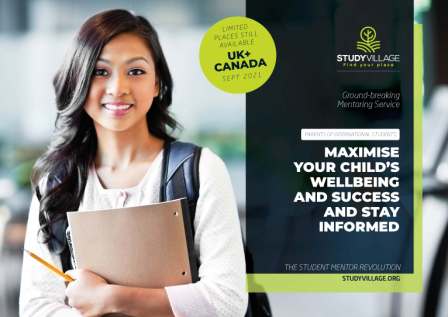 LIMITED
PLACES STILL
AVAILABLE
UK+
CANADA
SEPT 2021
STUDYVILLAGE
Find your place
Ground-breaking
Mentoring Service
PARENTS OF INTERNATIONAL STUDENTS:
MAXIMISE
YOUR CHILD'S
WELLBEING
AND SUCCESS
AND STAY
INFORMED
THE STUDENT MENTOR REVOLUTION
STUDYVILLAGE.ORG